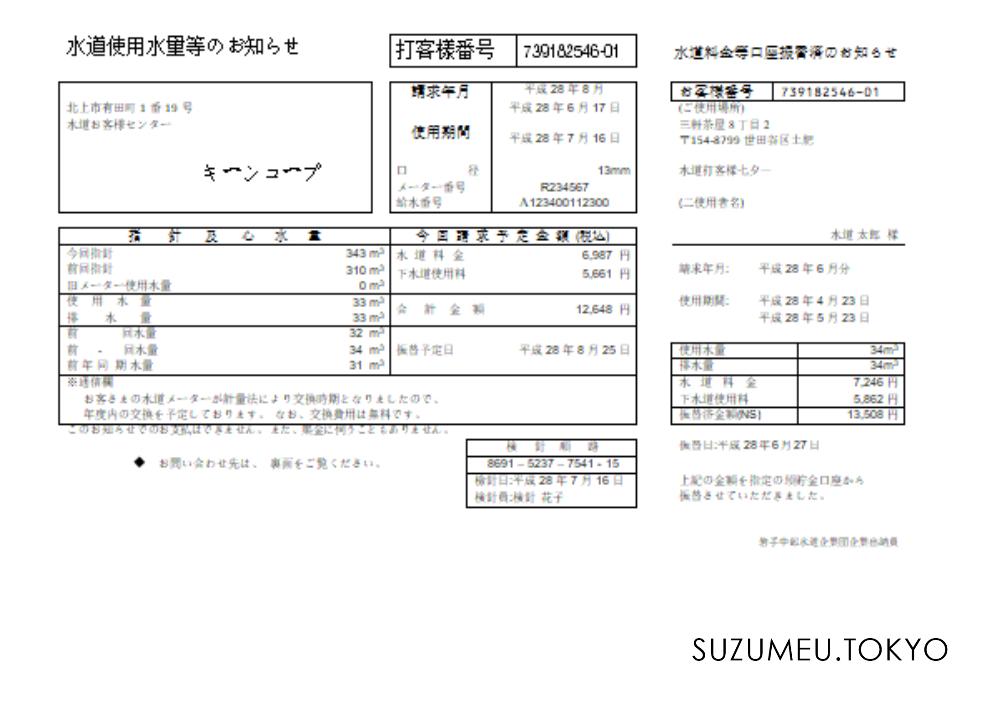 水道使用水量等のお知らせ
打客様番号 739182546-01
北上市有田町 1 番 19 号
水道お客様センター
キーンコープ
請求年月 平成 28 年 8 月
平成 28 年 6 月 17 日
使用期間
平成 28 年 7 月 16 日
口 径 13mm
メーター番号 R234567
給水番号 A123400112300
指 針 及 心 水 量
今回指針 343 m³
前回指針 310 m³
旧メーター使用水量 0 m³
使 用 水 量 33 m³
排 水 量 33 m³
前 回水量 32 m³
前 - 回水量 34 m³
前年同期水量 31 m³
今回請求予定金額 (税込)
水 道 料 金 6,987 円
下水道使用料 5,661 円
合 計 金 額 12,648 円
振替予定日 平成 28 年 8 月 25 日
※通信欄
お客さまの水道メーターが計量法により交換時期となりましたので、
年度内の交換を予定しております。 なお、交換費用は無料です。
このお知らせでのお支払はできません。また、集金に伺うこともありません。
◆ お問い合わせ先は、 裏面をご覧ください。
検 針 順 路
8691 – 5237 – 7541 - 15
検針日:平成 28 年 7 月 16 日
検針員:検針 花子
水道料金等口座振替済のお知らせ
お客様番号 739182546-01
(ご使用場所)
三軒茶屋 8 丁目 2
〒154-8799 世田谷区土肥
水道打客様七夕ー
(二使用者名)
水道 太郎 様
請求年月: 平成 28 年 6 月分
使用期間: 平成 28 年 4 月 23 日
平成 28 年 5 月 23 日
使用水量 34m³
排水量 34m³
水 道 料 金 7,246 円
下水道使用料 5,862 円
振替済金額(NS) 13,508 円
振替日:平成 28 年6月27 日
上記の金額を指定の預貯金口座から
振替させていただきました。
SUZUMEU.TOKYO